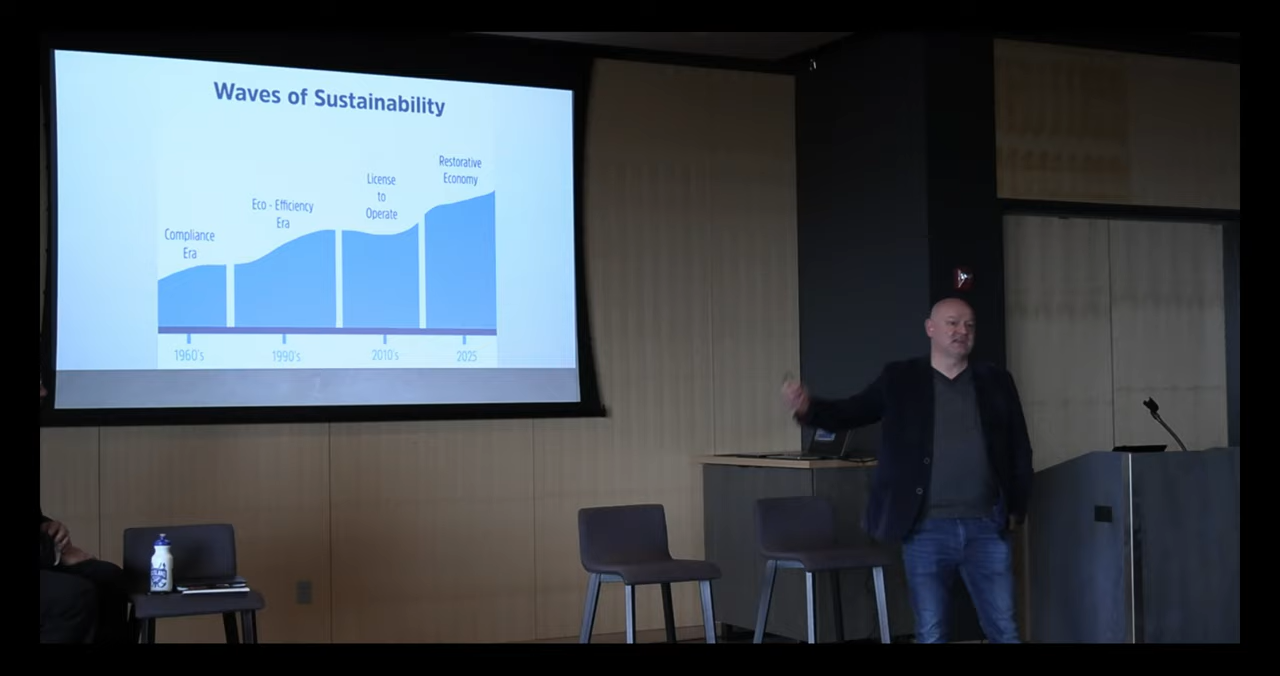 Waves of Sustainability
Restorative
Economy
License
to
Operate
Eco - Efficiency
Era
Compliance
Era
1960's
1990's
2010's
2025